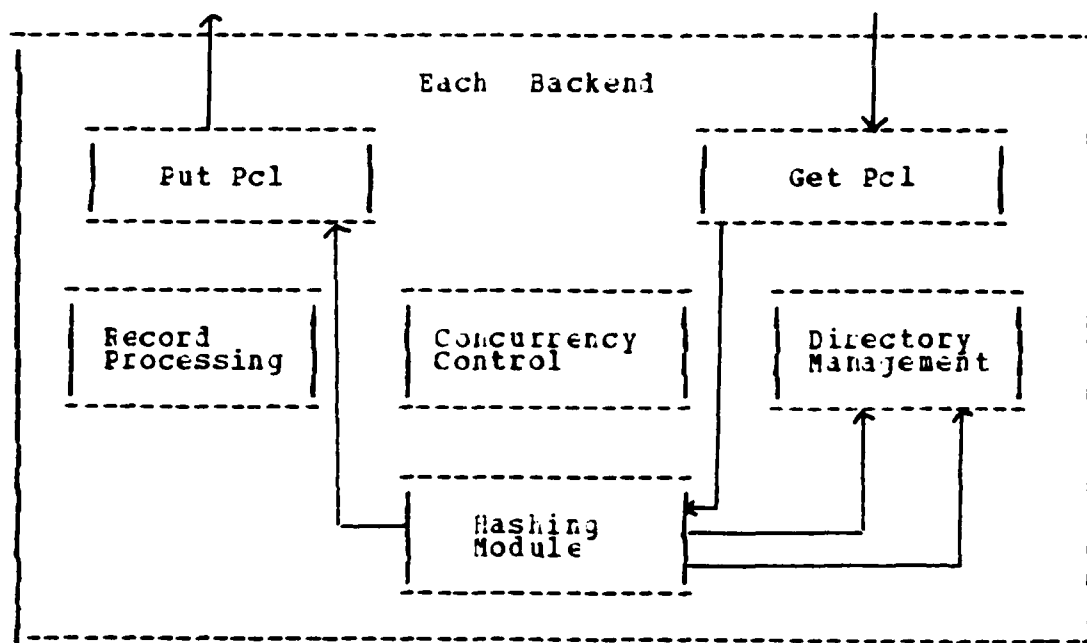 Each Backend
Put Pcl
Get Pcl
Record
Processing
Concurrency
Control
Directory
Management
Hashing
Module